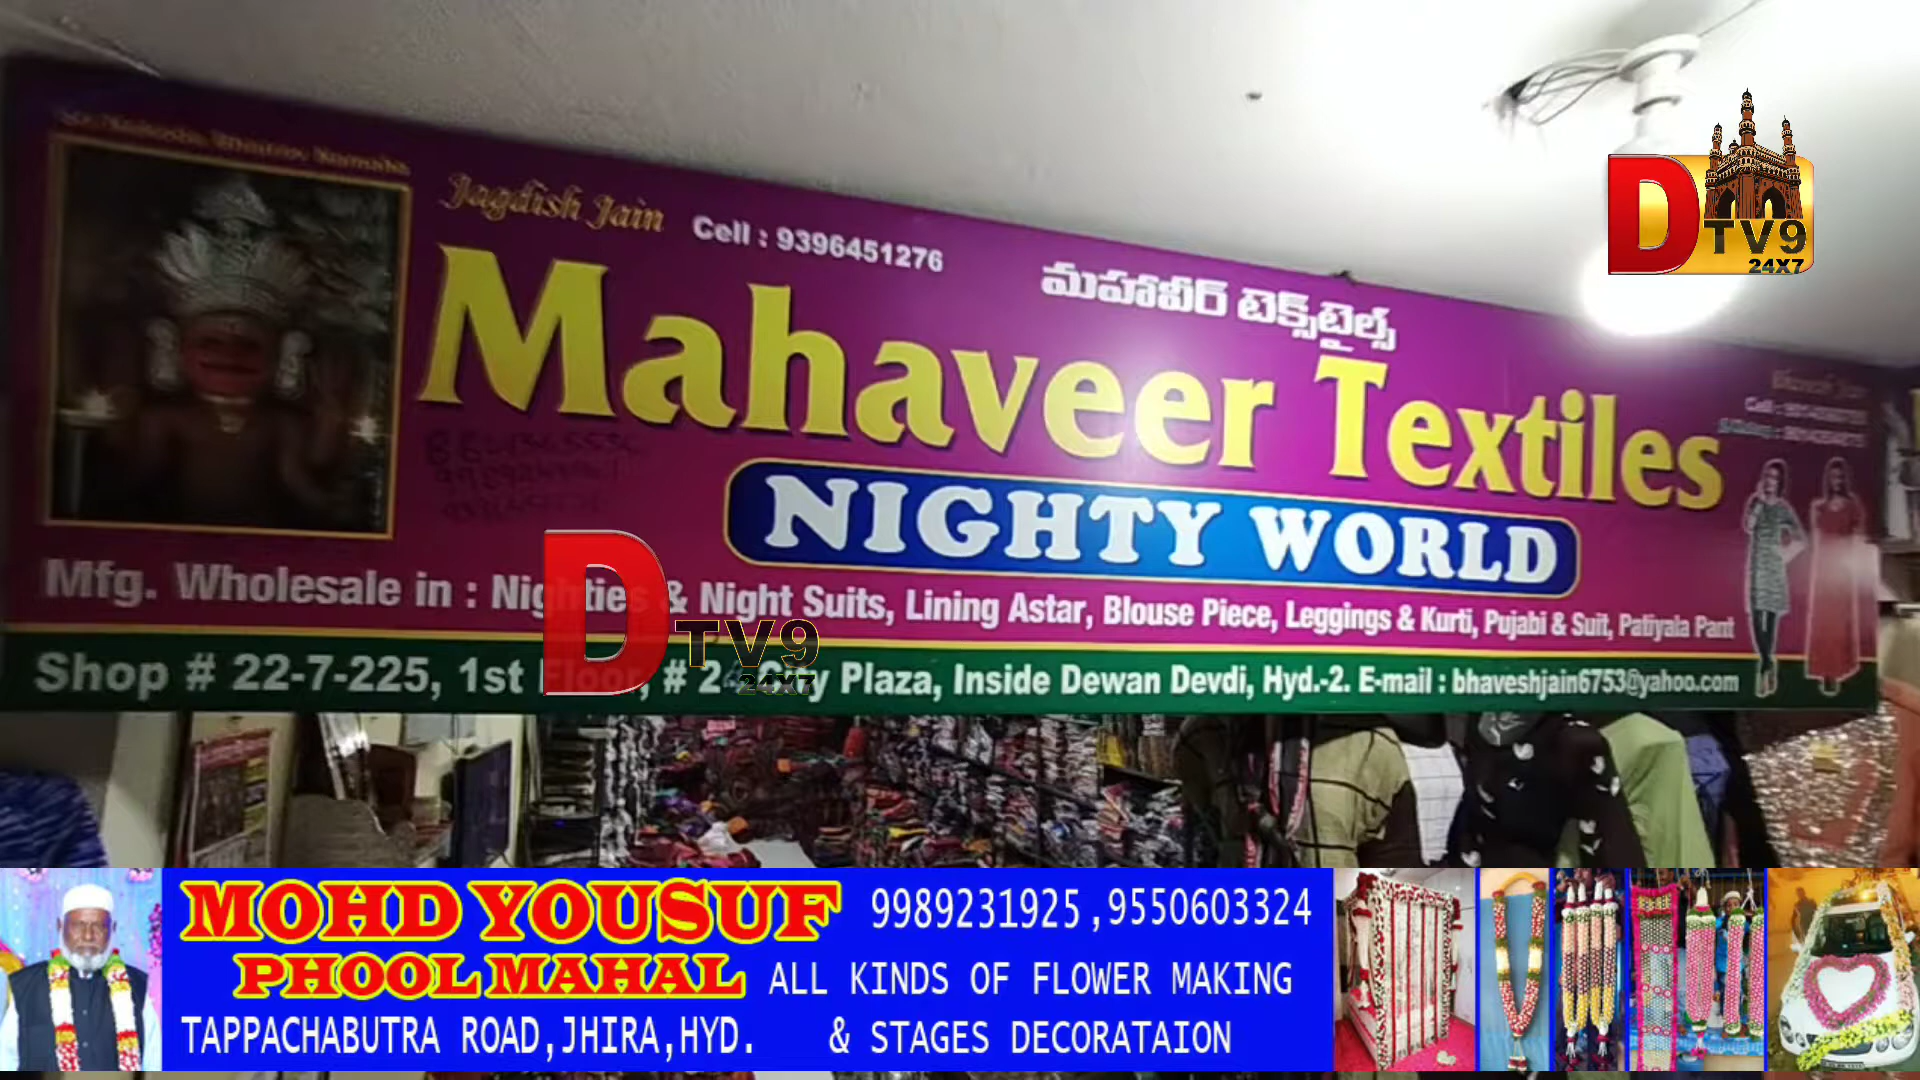 Jagdish Jain
Cell : 9396451276
మహావీర్ టెక్స్‌టైల్స్
Mahaveer Textiles
NIGHTY WORLD
Mfg. Wholesale in : Nighties & Night Suits, Lining Astar, Blouse Piece, Leggings & Kurti, Pujabi & Suit, Patiyala Pant
Shop # 22-7-225, 1st Floor, # City Plaza, Inside Dewan Devdi, Hyd.-2. E-mail : bhaveshjain6753@yahoo.com
D TV9
24X7
D TV9
24X7
MOHD YOUSUF
PHOOL MAHAL
TAPPACHABUTRA ROAD,JHIRA,HYD.
9989231925,9550603324
ALL KINDS OF FLOWER MAKING
& STAGES DECORATAION